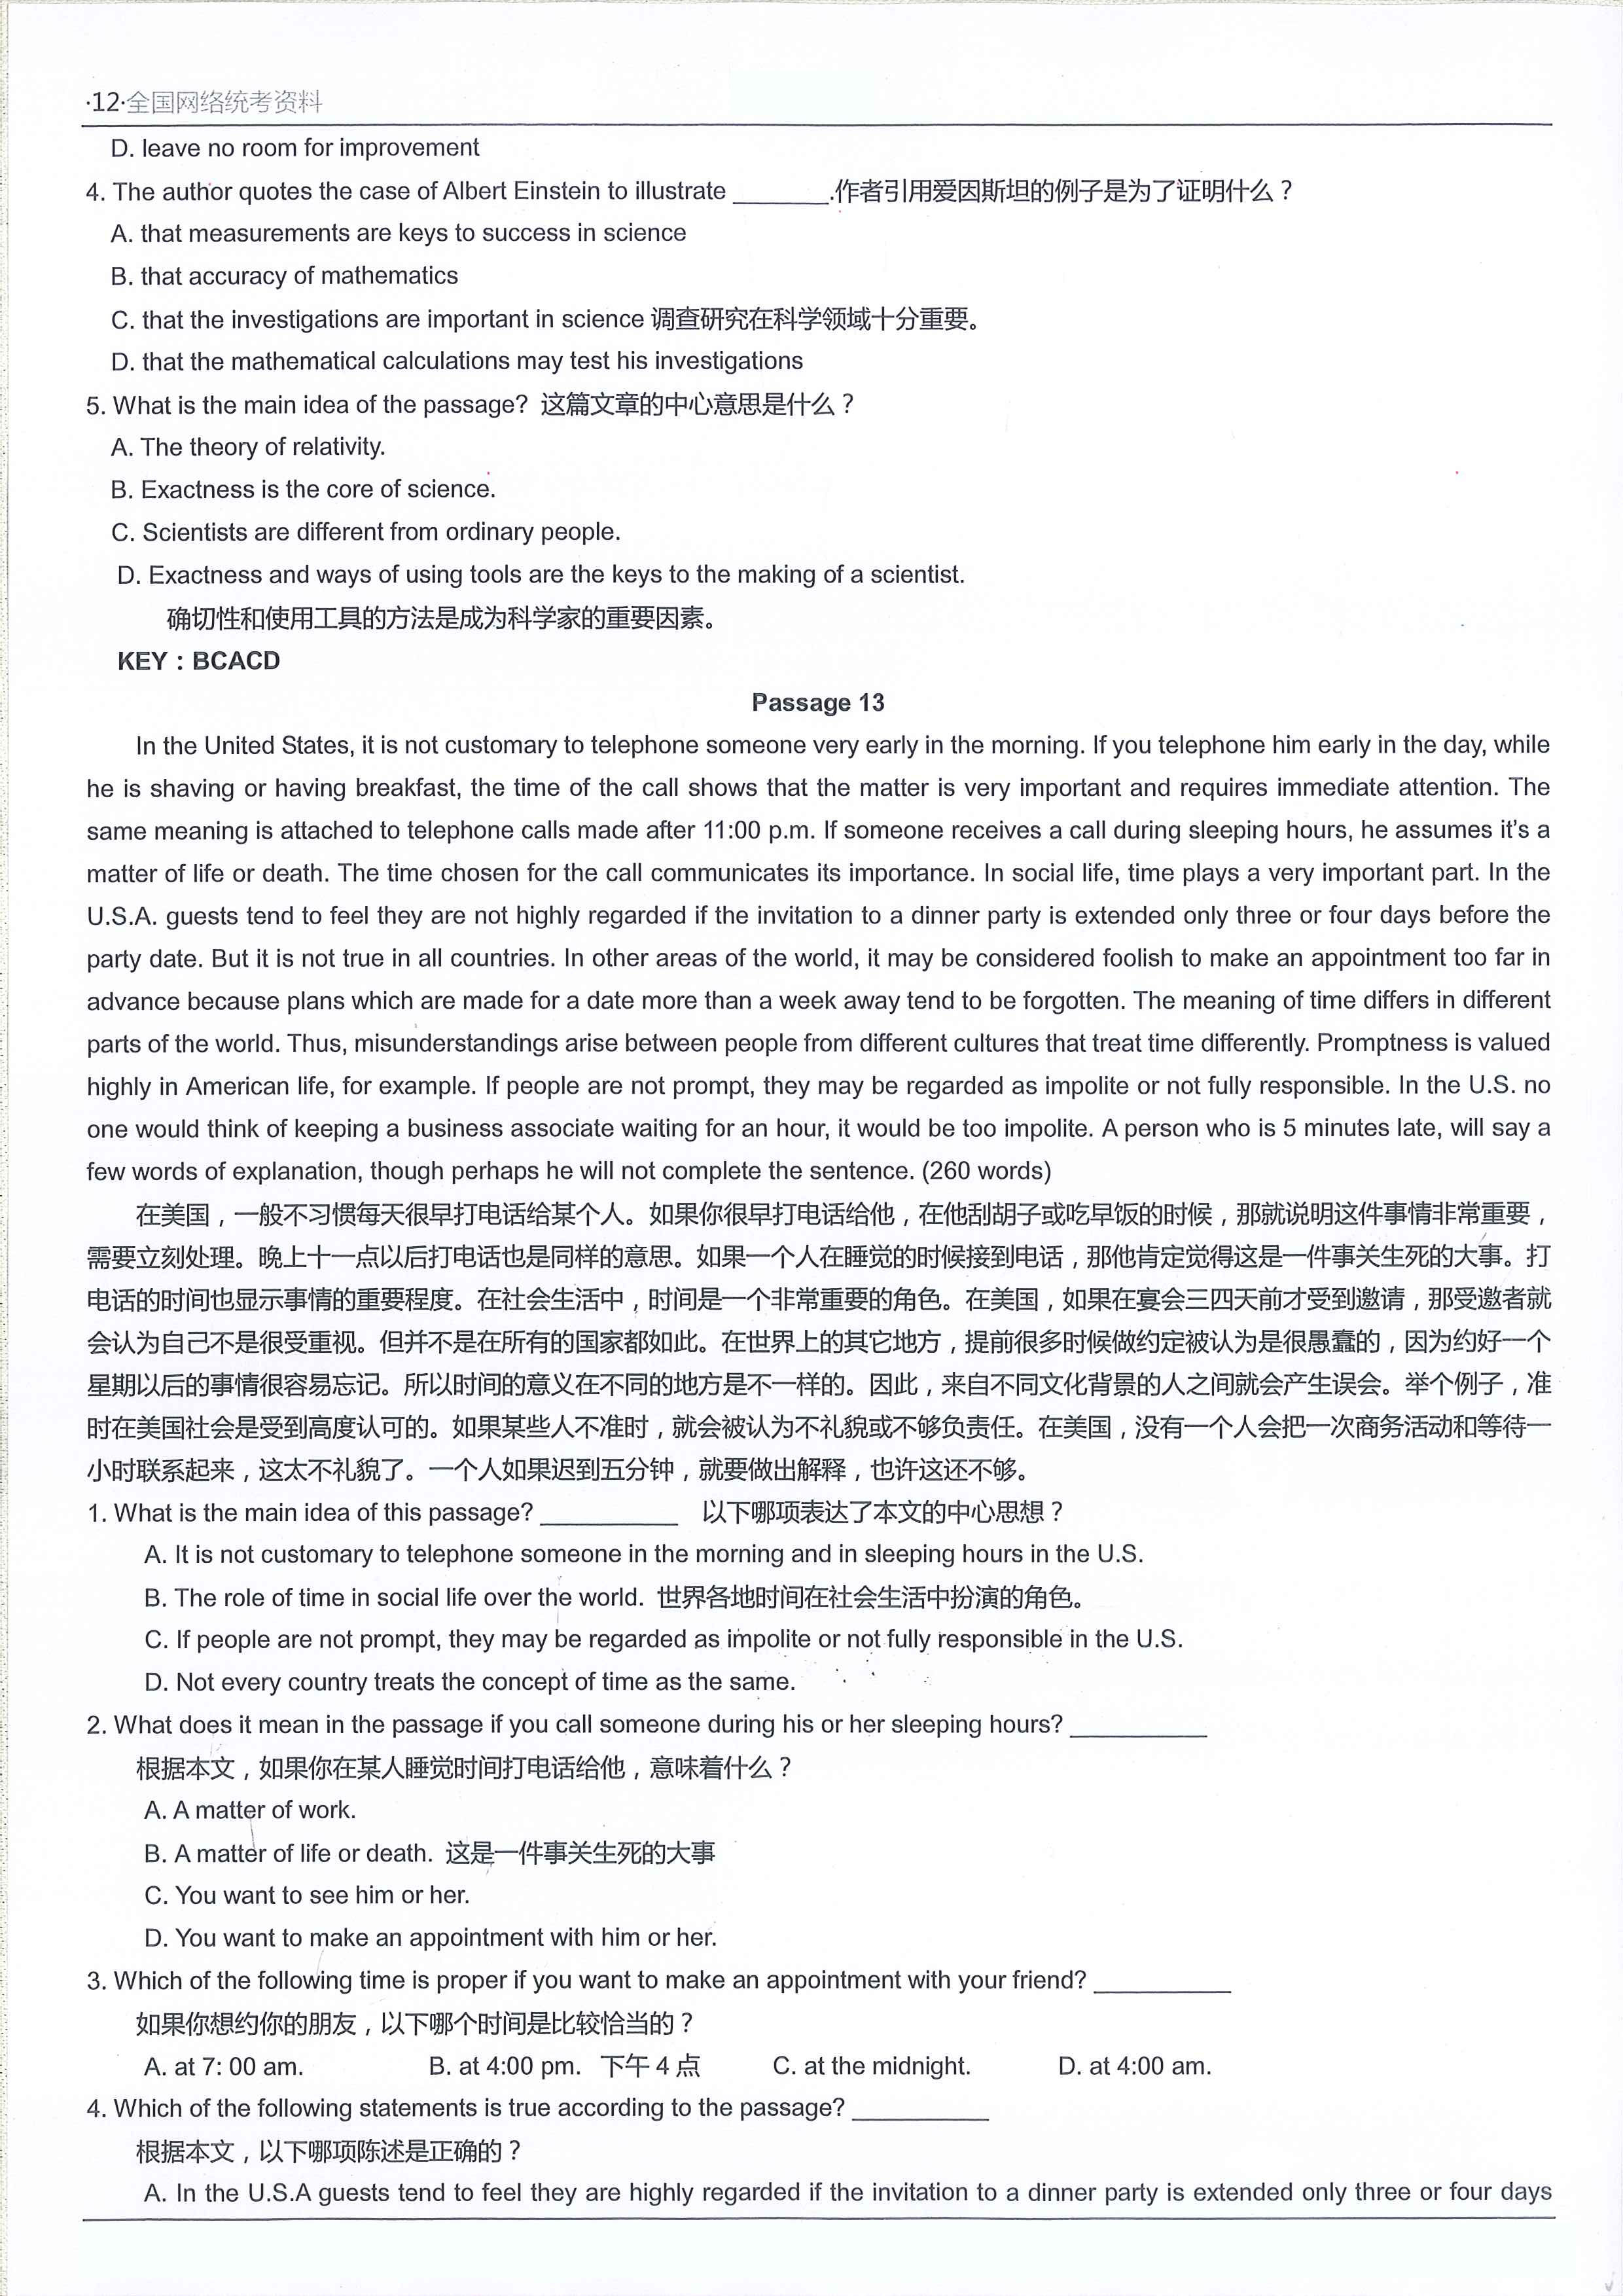 ·12·全国网络统考资料
D. leave no room for improvement
4. The author quotes the case of Albert Einstein to illustrate _______.作者引用爱因斯坦的例子是为了证明什么？
A. that measurements are keys to success in science
B. that accuracy of mathematics
C. that the investigations are important in science 调查研究在科学领域十分重要。
D. that the mathematical calculations may test his investigations
5. What is the main idea of the passage? 这篇文章的中心意思是什么？
A. The theory of relativity.
B. Exactness is the core of science.
C. Scientists are different from ordinary people.
D. Exactness and ways of using tools are the keys to the making of a scientist.
确切性和使用工具的方法是成为科学家的重要因素。
KEY：BCACD
Passage 13
In the United States, it is not customary to telephone someone very early in the morning. If you telephone him early in the day, while
he is shaving or having breakfast, the time of the call shows that the matter is very important and requires immediate attention. The
same meaning is attached to telephone calls made after 11:00 p.m. If someone receives a call during sleeping hours, he assumes it's a
matter of life or death. The time chosen for the call communicates its importance. In social life, time plays a very important part. In the
U.S.A. guests tend to feel they are not highly regarded if the invitation to a dinner party is extended only three or four days before the
party date. But it is not true in all countries. In other areas of the world, it may be considered foolish to make an appointment too far in
advance because plans which are made for a date more than a week away tend to be forgotten. The meaning of time differs in different
parts of the world. Thus, misunderstandings arise between people from different cultures that treat time differently. Promptness is valued
highly in American life, for example. If people are not prompt, they may be regarded as impolite or not fully responsible. In the U.S. no
one would think of keeping a business associate waiting for an hour, it would be too impolite. A person who is 5 minutes late, will say a
few words of explanation, though perhaps he will not complete the sentence. (260 words)
在美国，一般不习惯每天很早打电话给某个人。如果你很早打电话给他，在他刮胡子或吃早饭的时候，那就说明这件事情非常重要，
需要立刻处理。晚上十一点以后打电话也是同样的意思。如果一个人在睡觉的时候接到电话，那他肯定觉得这是一件事关生死的大事。打
电话的时间也显示事情的重要程度。在社会生活中，时间是一个非常重要的角色。在美国，如果在宴会三四天前才受到邀请，那受邀者就
会认为自己不是很受重视。但并不是在所有的国家都如此。在世界上的其它地方，提前很多时候做约定被认为是很愚蠢的，因为约好一个
星期以后的事情很容易忘记。所以时间的意义在不同的地方是不一样的。因此，来自不同文化背景的人之间就会产生误会。举个例子，准
时在美国社会是受到高度认可的。如果某些人不准时，就会被认为不礼貌或不够负责任。在美国，没有一个人会把一次商务活动和等待一
小时联系起来，这太不礼貌了。一个人如果迟到五分钟，就要做出解释，也许这还不够。
1. What is the main idea of this passage? __________ 以下哪项表达了本文的中心思想？
A. It is not customary to telephone someone in the morning and in sleeping hours in the U.S.
B. The role of time in social life over the world. 世界各地时间在社会生活中扮演的角色。
C. If people are not prompt, they may be regarded as impolite or not fully responsible in the U.S.
D. Not every country treats the concept of time as the same.
2. What does it mean in the passage if you call someone during his or her sleeping hours? __________
根据本文，如果你在某人睡觉时间打电话给他，意味着什么？
A. A matter of work.
B. A matter of life or death. 这是一件事关生死的大事
C. You want to see him or her.
D. You want to make an appointment with him or her.
3. Which of the following time is proper if you want to make an appointment with your friend? __________
如果你想约你的朋友，以下哪个时间是比较恰当的？
A. at 7: 00 am. B. at 4:00 pm. 下午 4 点 C. at the midnight. D. at 4:00 am.
4. Which of the following statements is true according to the passage? __________
根据本文，以下哪项陈述是正确的？
A. In the U.S.A guests tend to feel they are highly regarded if the invitation to a dinner party is extended only three or four days